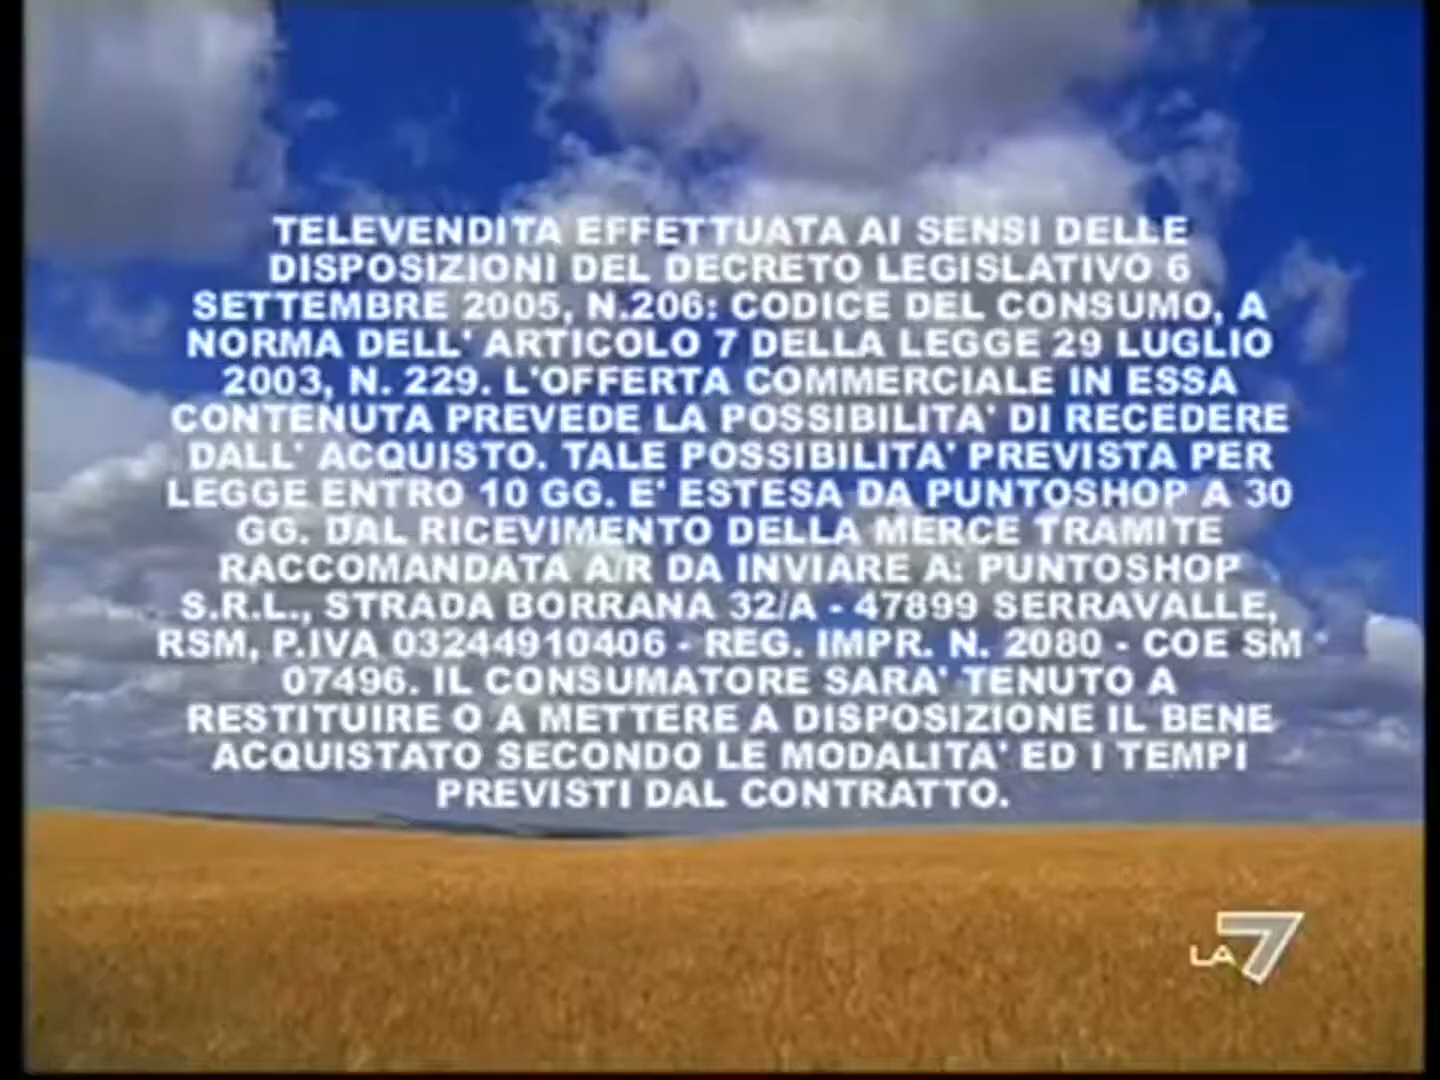 TELEVENDITA EFFETTUATA AI SENSI DELLE
DISPOSIZIONI DEL DECRETO LEGISLATIVO 6
SETTEMBRE 2005, N.206: CODICE DEL CONSUMO, A
NORMA DELL' ARTICOLO 7 DELLA LEGGE 29 LUGLIO
2003, N. 229. L'OFFERTA COMMERCIALE IN ESSA
CONTENUTA PREVEDE LA POSSIBILITA' DI RECEDERE
DALL' ACQUISTO. TALE POSSIBILITA' PREVISTA PER
LEGGE ENTRO 10 GG. E' ESTESA DA PUNTOSHOP A 30
GG. DAL RICEVIMENTO DELLA MERCE TRAMITE
RACCOMANDATA A/R DA INVIARE A: PUNTOSHOP
S.R.L., STRADA BORRANA 32/A - 47899 SERRAVALLE,
RSM, P.IVA 03244910406 - REG. IMPR. N. 2080 - COE SM
07496. IL CONSUMATORE SARA' TENUTO A
RESTITUIRE O A METTERE A DISPOSIZIONE IL BENE
ACQUISTATO SECONDO LE MODALITA' ED I TEMPI
PREVISTI DAL CONTRATTO.
LA7